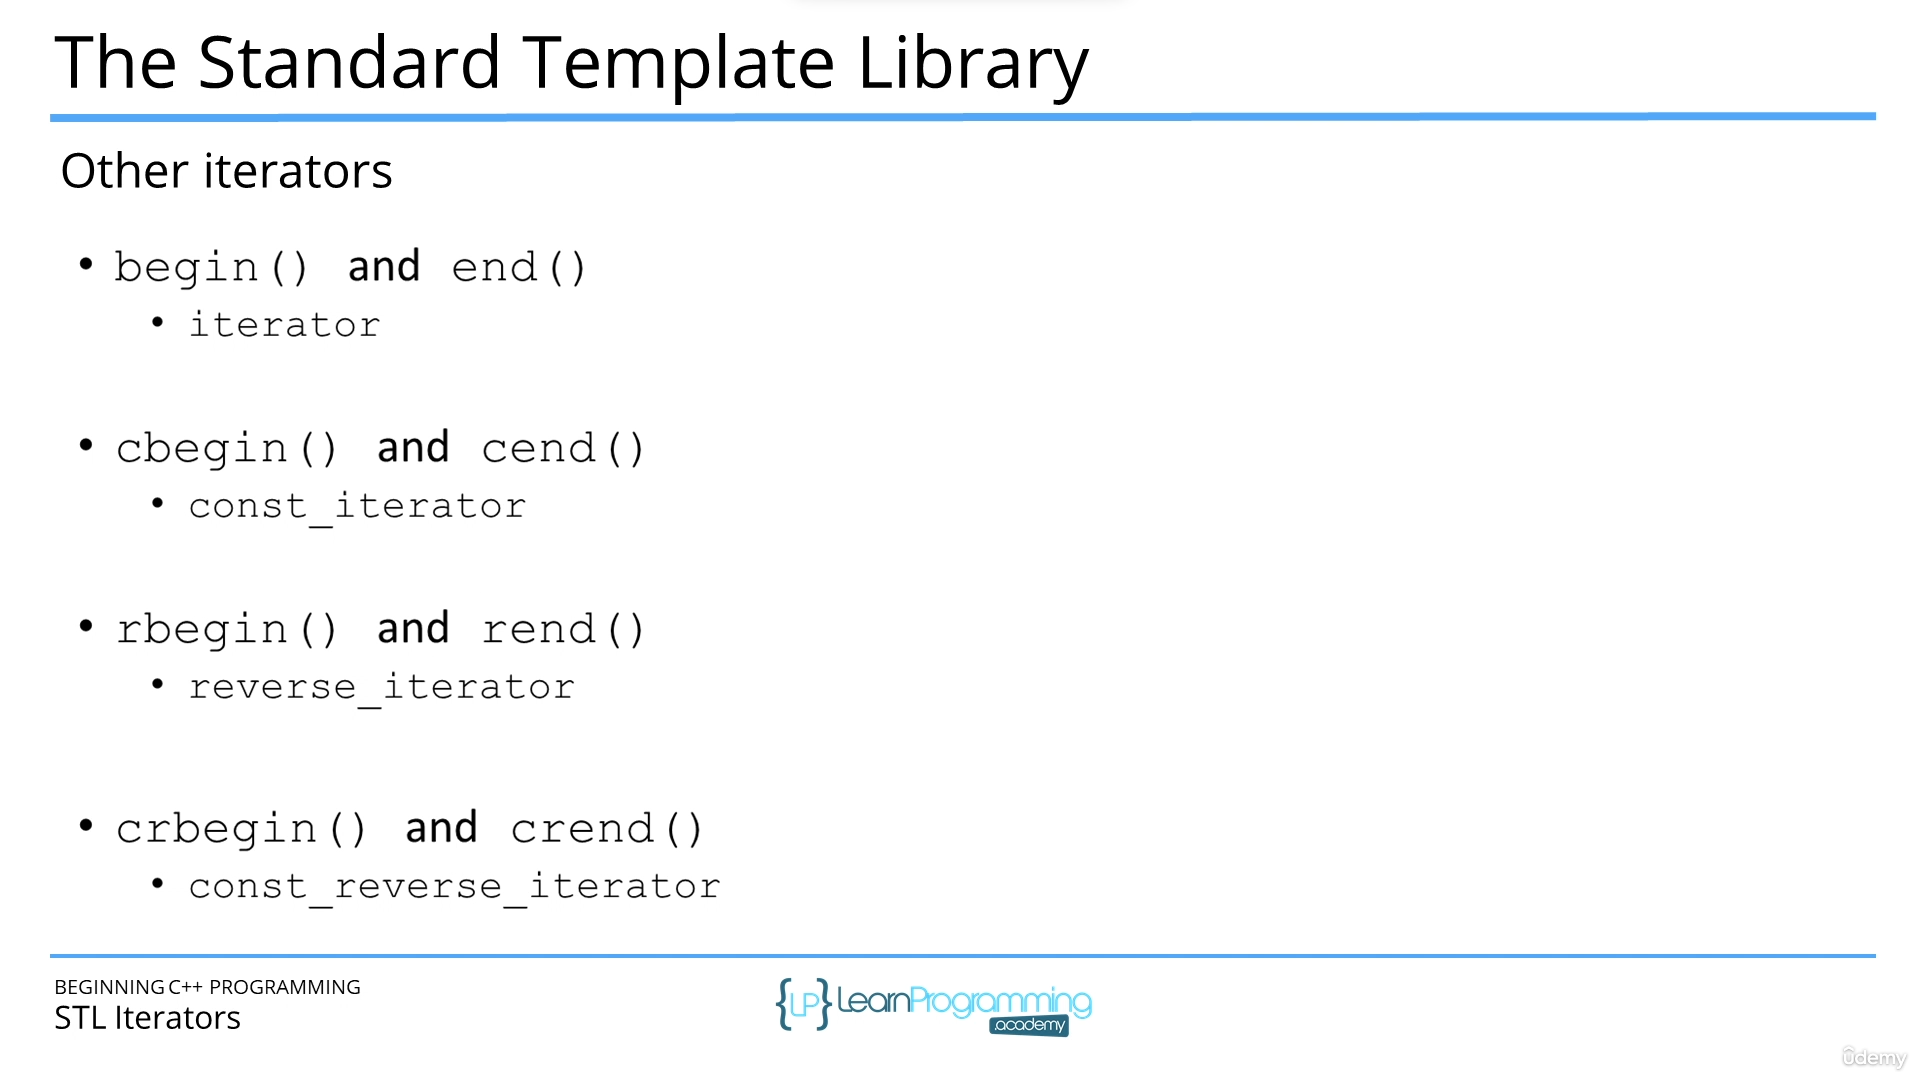 The Standard Template Library
Other iterators
• begin() and end()
• iterator
• cbegin() and cend()
• const_iterator
• rbegin() and rend()
• reverse_iterator
• crbegin() and crend()
• const_reverse_iterator
BEGINNING C++ PROGRAMMING
STL Iterators
{LP} LearnProgramming
.academy
ûdemy